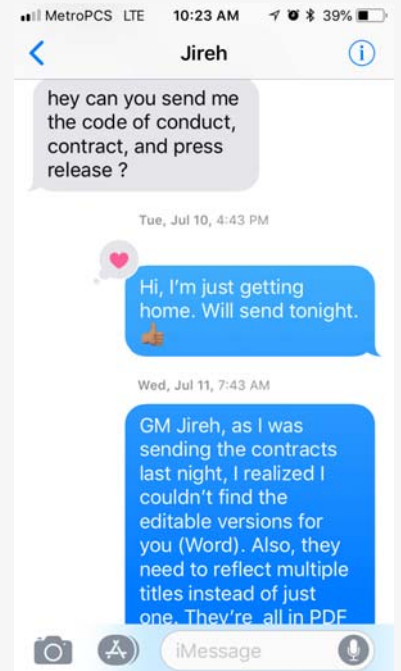 MetroPCS LTE 10:23 AM 39%
Jireh
hey can you send me
the code of conduct,
contract, and press
release ?
Tue, Jul 10, 4:43 PM
Hi, I'm just getting
home. Will send tonight.
👍🏽
Wed, Jul 11, 7:43 AM
GM Jireh, as I was
sending the contracts
last night, I realized I
couldn't find the
editable versions for
you (Word). Also, they
need to reflect multiple
titles instead of just
one. They're all in PDF
iMessage